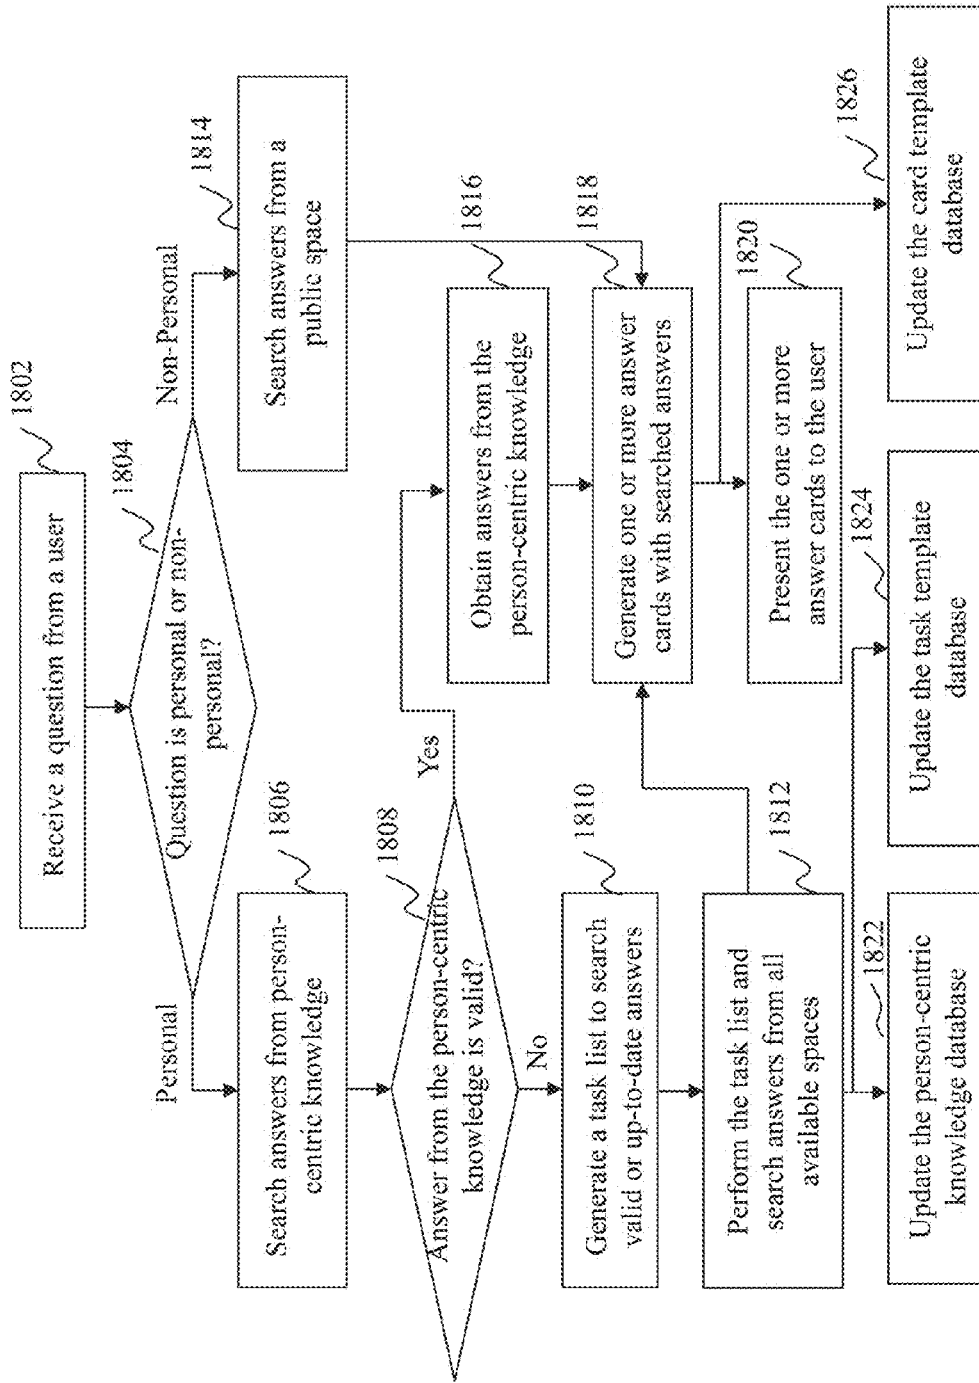 Receive a question from a user
1802
Question is personal or non-
personal?
1804
Personal
Non-Personal
Search answers from person-
centric knowledge
1806
Search answers from a
public space
1814
Answer from the person-centric
knowledge is valid?
1808
Yes
No
Obtain answers from the
person-centric knowledge
1816
Generate a task list to search
valid or up-to-date answers
1810
Generate one or more answer
cards with searched answers
1818
Perform the task list and
search answers from all
available spaces
1812
Present the one or more
answer cards to the user
1820
Update the person-centric
knowledge database
1822
Update the task template
database
1824
Update the card template
database
1826